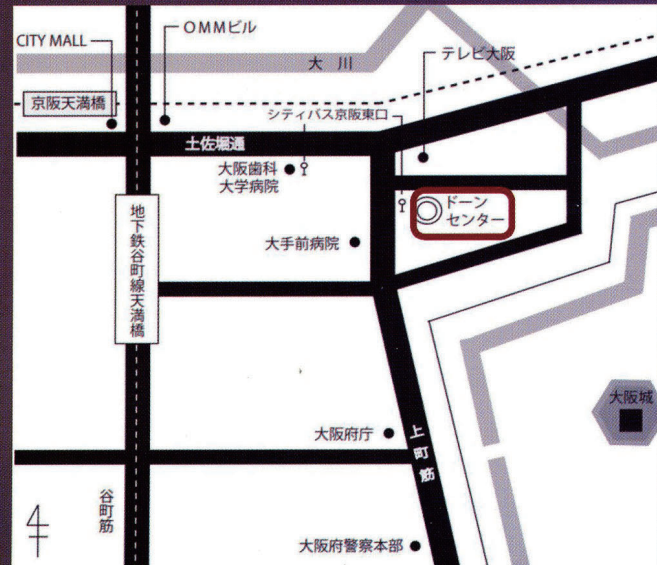 OMMビル
CITY MALL
テレビ大阪
大川
京阪天満橋
シティバス京阪東口
土佐堀通
大阪歯科
大学病院
ドーン
センター
地下鉄谷町線天満橋
大手前病院
大阪城
大阪府庁
上町筋
谷町筋
大阪府警察本部